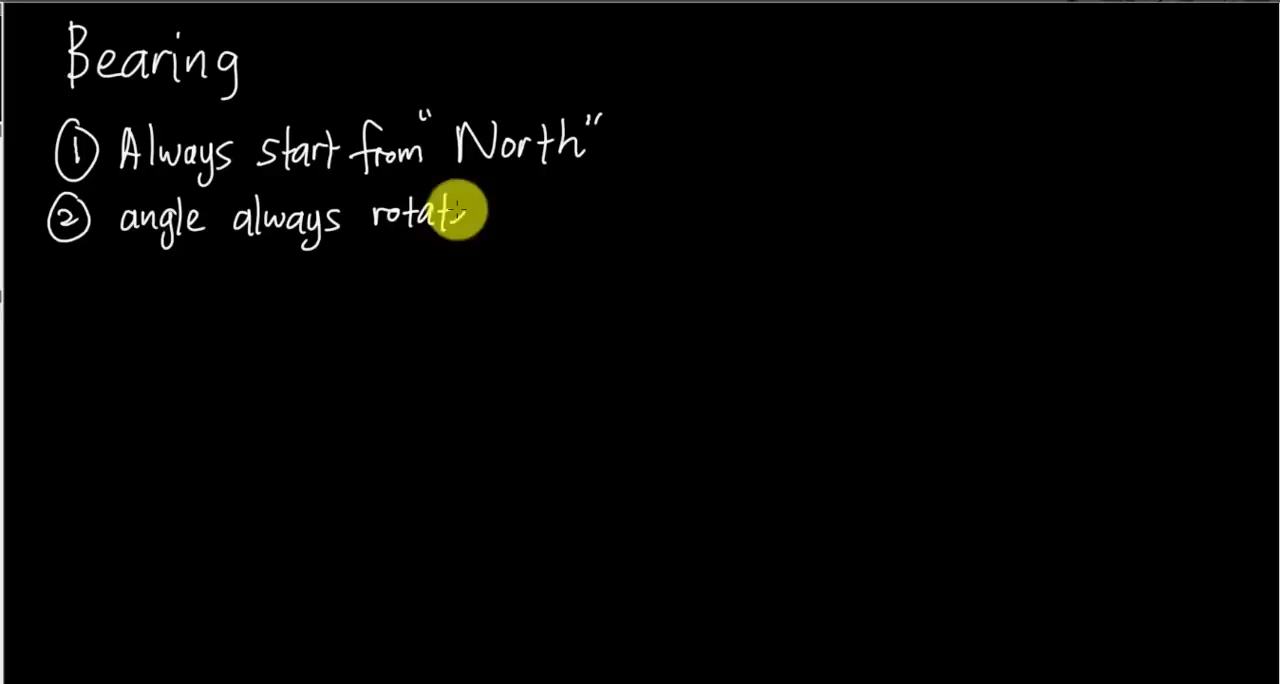 Bearing
① Always start from "North"
② angle always rotat